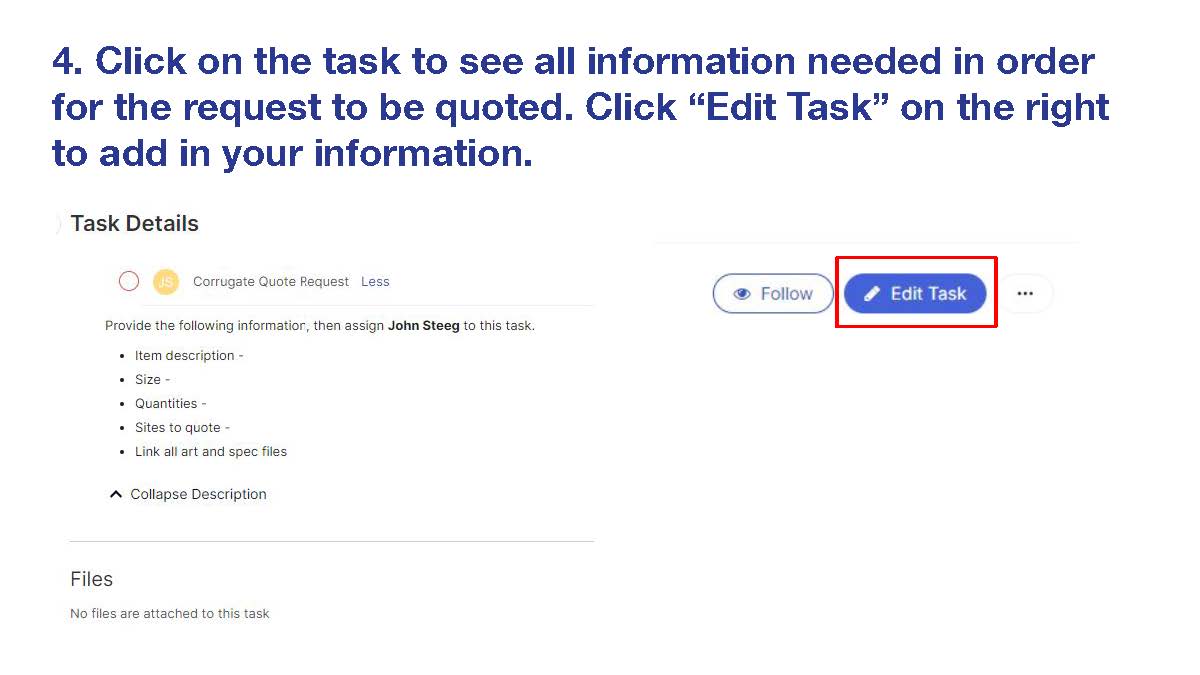 4. Click on the task to see all information needed in order
for the request to be quoted. Click “Edit Task” on the right
to add in your information.
Task Details
JS Corrugate Quote Request Less
Provide the following information, then assign John Steeg to this task.
• Item description -
• Size -
• Quantities -
• Sites to quote -
• Link all art and spec files
Collapse Description
Files
No files are attached to this task
Follow
Edit Task